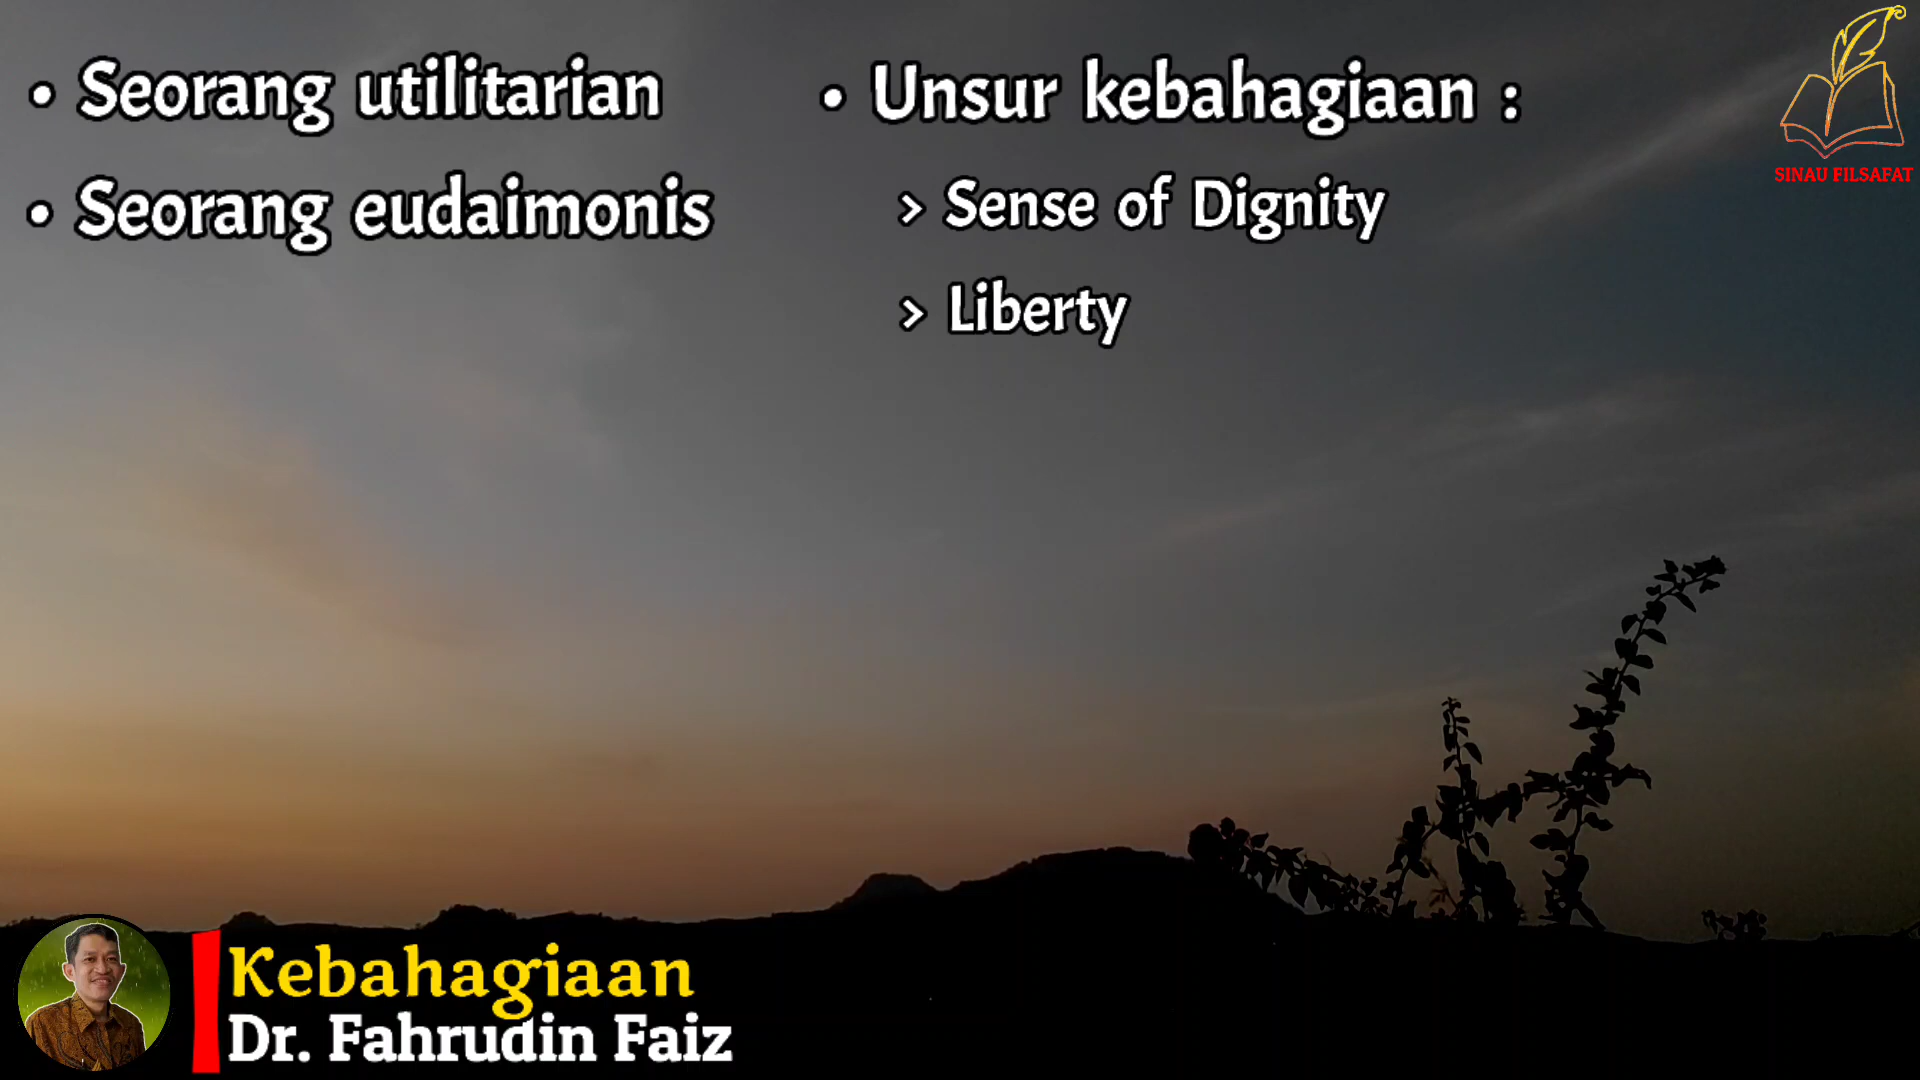 • Seorang utilitarian
• Seorang eudaimonis
• Unsur kebahagiaan :
> Sense of Dignity
> Liberty
SINAU FILSAFAT
Kebahagiaan
Dr. Fahrudin Faiz